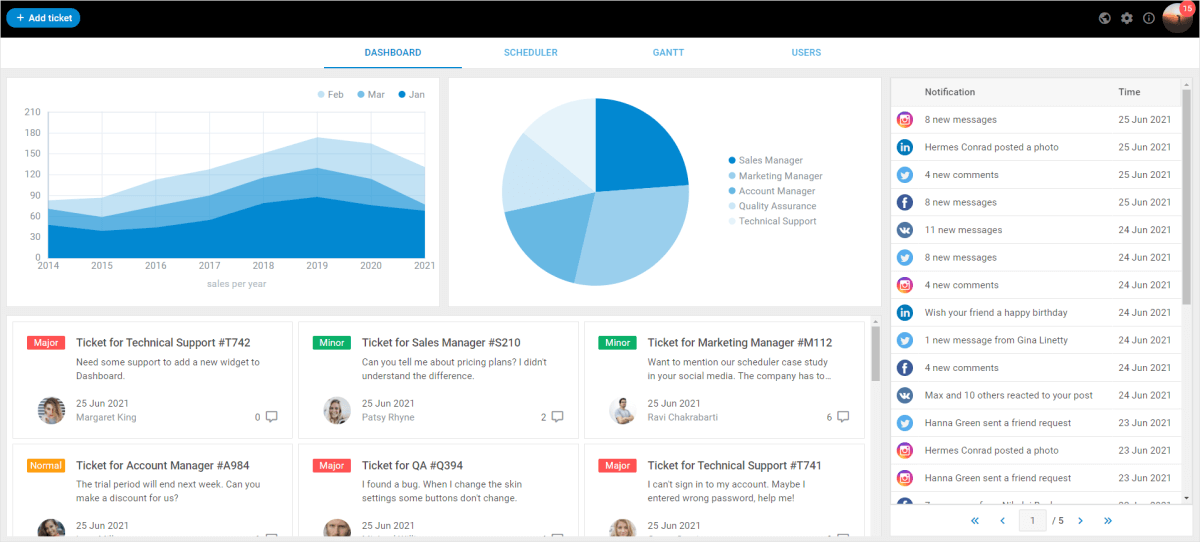 + Add ticket
15
DASHBOARD
SCHEDULER
GANTT
USERS
Feb
Mar
Jan
210
180
150
120
90
60
30
0
2014
2015
2016
2017
2018
2019
2020
2021
sales per year
Sales Manager
Marketing Manager
Account Manager
Quality Assurance
Technical Support
Major
Ticket for Technical Support #T742
Need some support to add a new widget to
Dashboard.
25 Jun 2021
Margaret King
0
Minor
Ticket for Sales Manager #S210
Can you tell me about pricing plans? I didn't
understand the difference.
25 Jun 2021
Patsy Rhyne
2
Minor
Ticket for Marketing Manager #M112
Want to mention our scheduler case study
in your social media. The company has to...
25 Jun 2021
Ravi Chakrabarti
6
Normal
Ticket for Account Manager #A984
The trial period will end next week. Can you
make a discount for us?
25 Jun 2021
Major
Ticket for QA #Q394
I found a bug. When I change the skin
settings some buttons don't change.
25 Jun 2021
Major
Ticket for Technical Support #T741
I can't sign in to my account. Maybe I
entered wrong password, help me!
25 Jun 2021
Notification Time
8 new messages 25 Jun 2021
Hermes Conrad posted a photo 25 Jun 2021
4 new comments 25 Jun 2021
8 new messages 25 Jun 2021
11 new messages 24 Jun 2021
8 new messages 24 Jun 2021
4 new comments 24 Jun 2021
Wish your friend a happy birthday 24 Jun 2021
1 new message from Gina Linetty 24 Jun 2021
4 new comments 24 Jun 2021
Max and 10 others reacted to your post 24 Jun 2021
Hanna Green sent a friend request 23 Jun 2021
Hermes Conrad posted a photo 23 Jun 2021
Hanna Green sent a friend request 23 Jun 2021
« ‹ 1 / 5 › »